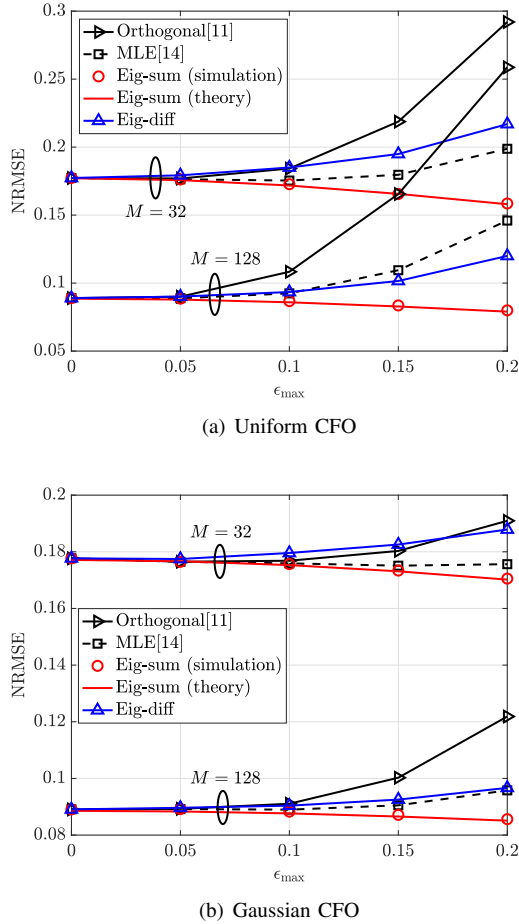 0.3
0.25
0.2
0.15
0.1
0.05
NRMSE
Orthogonal[11]
MLE[14]
Eig-sum (simulation)
Eig-sum (theory)
Eig-diff
M = 32
M = 128
0 0.05 0.1 0.15 0.2
ϵmax
(a) Uniform CFO
0.2
0.18
0.16
0.14
0.12
0.1
0.08
NRMSE
M = 32
Orthogonal[11]
MLE[14]
Eig-sum (simulation)
Eig-sum (theory)
Eig-diff
M = 128
0 0.05 0.1 0.15 0.2
ϵmax
(b) Gaussian CFO